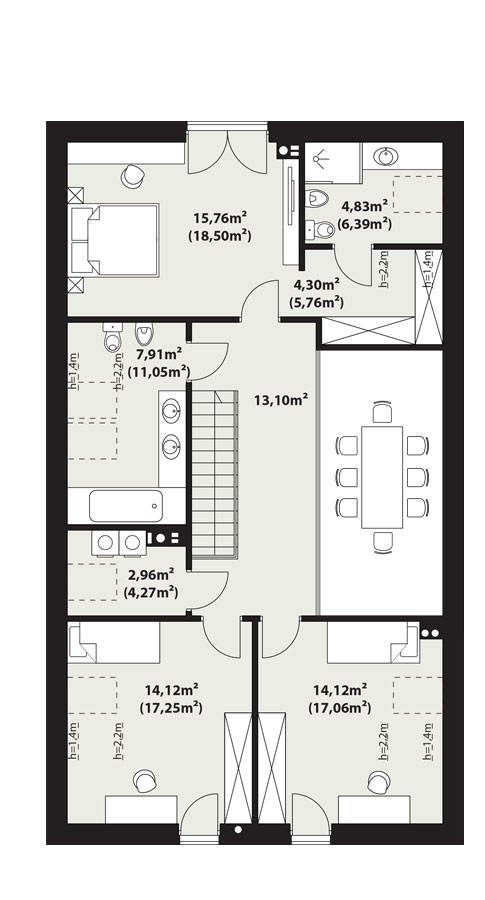 15,76m²
(18,50m²)
4,83m²
(6,39m²)
h=2,2m
h=1,4m
4,30m²
(5,76m²)
7,91m²
(11,05m²)
h=1,4m
h=2,2m
13,10m²
2,96m²
(4,27m²)
14,12m²
(17,25m²)
14,12m²
(17,06m²)
h=1,4m
h=2,2m
h=2,2m
h=1,4m